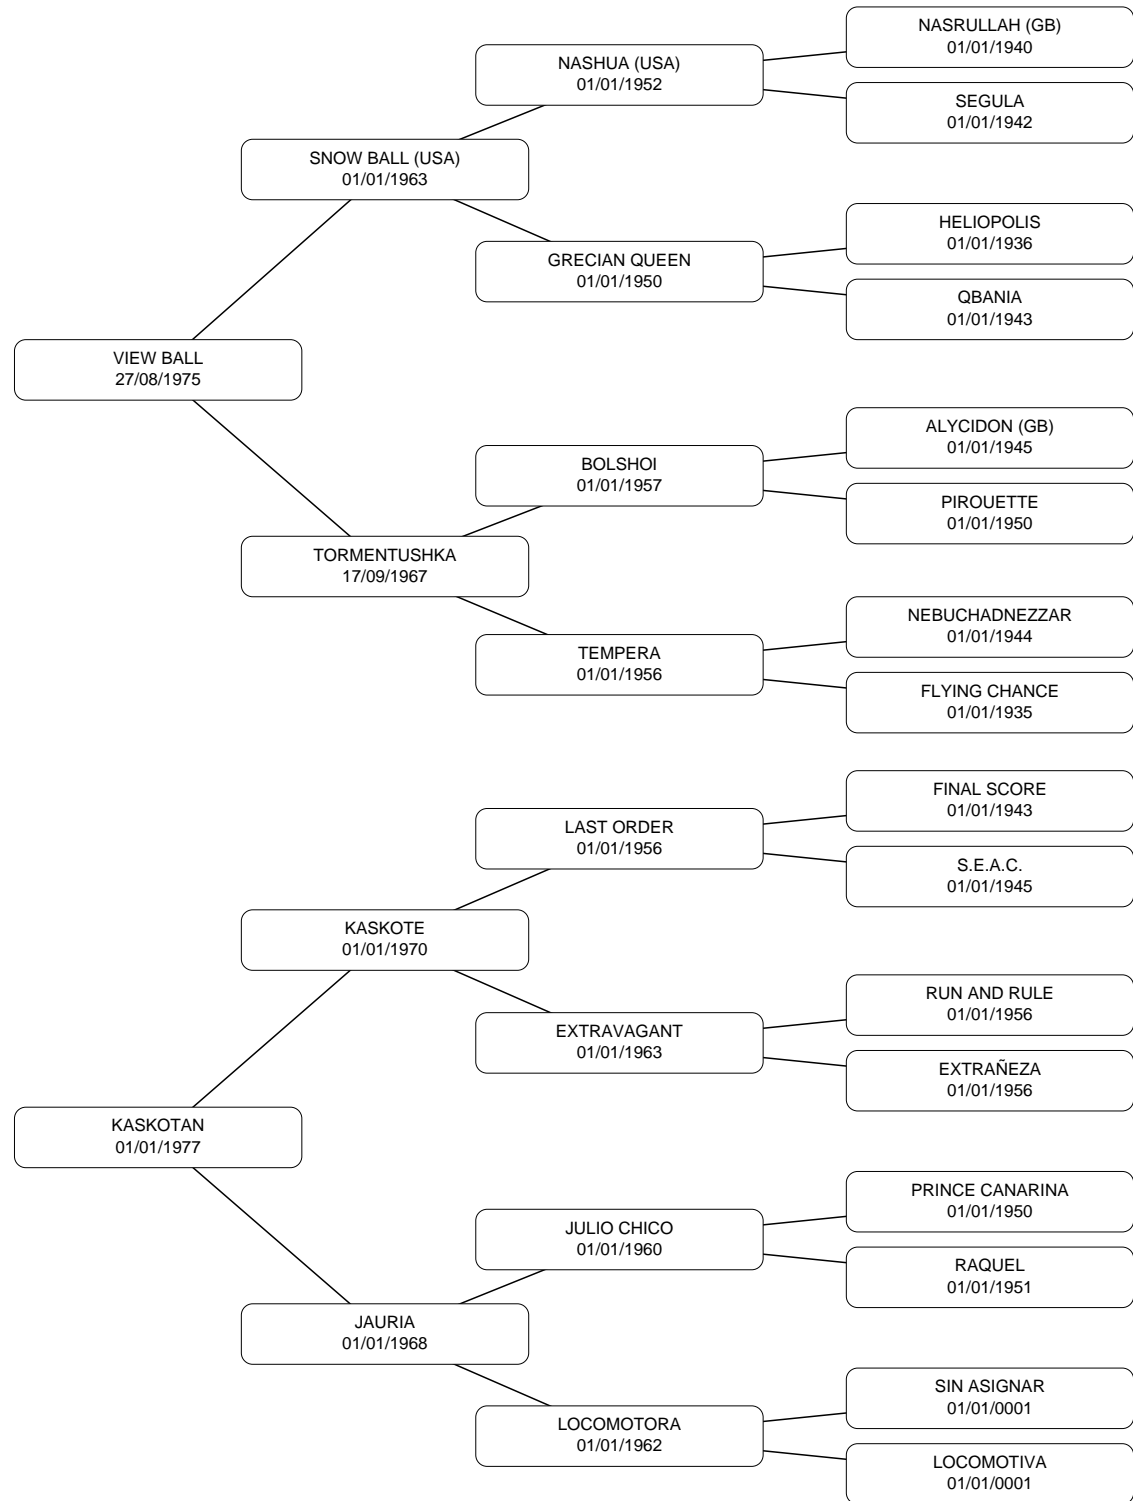 NASRULLAH (GB)
01/01/1940
NASHUA (USA)
01/01/1952
SEGULA
01/01/1942
SNOW BALL (USA)
01/01/1963
HELIOPOLIS
01/01/1936
GRECIAN QUEEN
01/01/1950
QBANIA
01/01/1943
VIEW BALL
27/08/1975
ALYCIDON (GB)
01/01/1945
BOLSHOI
01/01/1957
PIROUETTE
01/01/1950
TORMENTUSHKA
17/09/1967
NEBUCHADNEZZAR
01/01/1944
TEMPERA
01/01/1956
FLYING CHANCE
01/01/1935
FINAL SCORE
01/01/1943
LAST ORDER
01/01/1956
S.E.A.C.
01/01/1945
KASKOTE
01/01/1970
RUN AND RULE
01/01/1956
EXTRAVAGANT
01/01/1963
EXTRAÑEZA
01/01/1956
KASKOTAN
01/01/1977
PRINCE CANARINA
01/01/1950
JULIO CHICO
01/01/1960
RAQUEL
01/01/1951
JAURIA
01/01/1968
SIN ASIGNAR
01/01/0001
LOCOMOTORA
01/01/1962
LOCOMOTIVA
01/01/0001